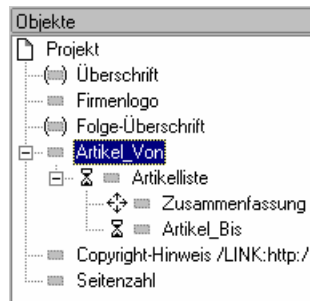 Objekte
Projekt
Überschrift
Firmenlogo
Folge-Überschrift
Artikel_Von
Artikelliste
Zusammenfassung
Artikel_Bis
Copyright-Hinweis /LINK:http:/
Seitenzahl